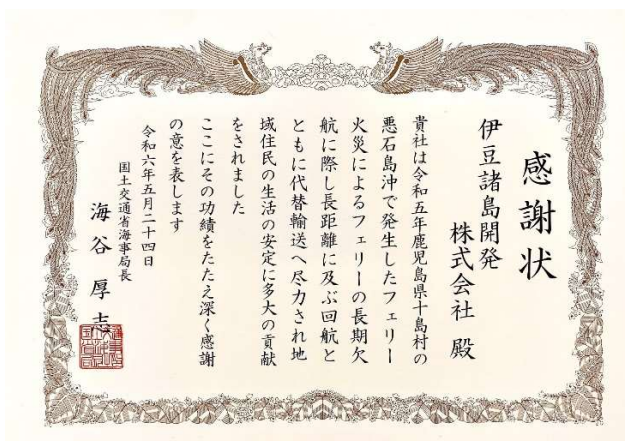 感謝状
伊豆諸島開発
株式会社 殿
貴社は令和五年鹿児島県十島村の
悪石島沖で発生したフェリー
火災によるフェリーの長期欠
航に際し長距離に及ぶ回航と
ともに代替輸送へ尽力され地
域住民の生活の安定に多大の貢献
をされました
ここにその功績をたたえ深く感謝
の意を表します
令和六年五月二十四日
国土交通省海事局長
海谷厚志